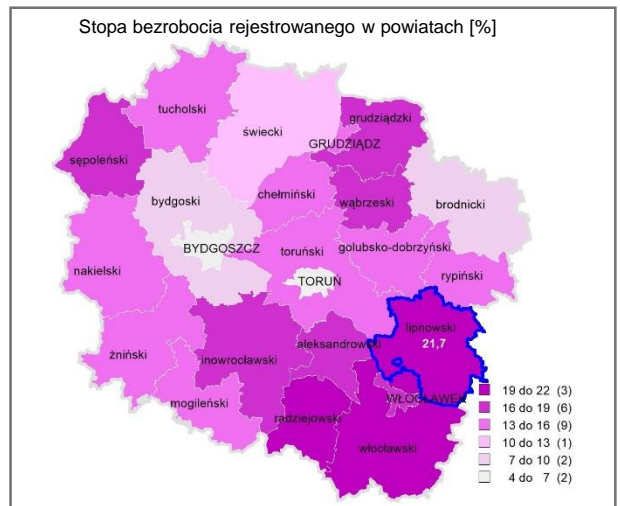 Stopa bezrobocia rejestrowanego w powiatach [%]
tucholski
grudziądzki
świecki
GRUDZIĄDZ
sępoleński
chełmiński
wąbrzeski
bydgoski
brodnicki
BYDGOSZCZ
toruński
golubsko-dobrzyński
nakielski
TORUŃ
rypiński
lipnowski
21,7
aleksandrowski
żniński
inowrocławski
mogileński
WŁOCŁAWEK
radziejowski
włocławski
19 do 22 (3)
16 do 19 (6)
13 do 16 (9)
10 do 13 (1)
7 do 10 (2)
4 do 7 (2)